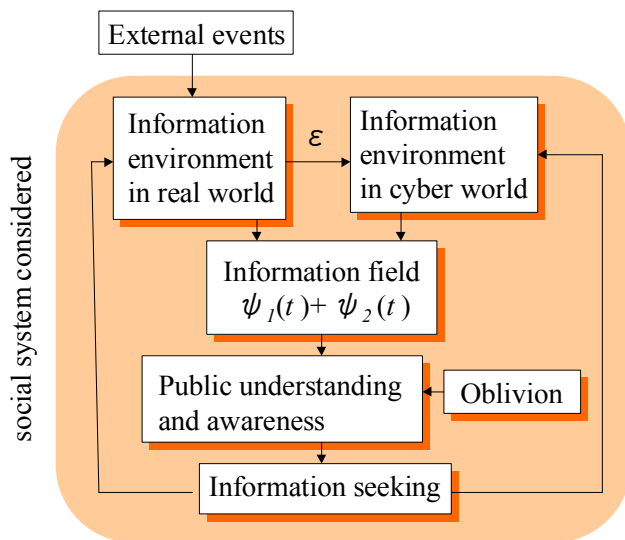 External events
Information
environment
in real world
ε
Information
environment
in cyber world
Information field
ψ1(t)+ ψ2(t)
Public understanding
and awareness
Oblivion
Information seeking
social system considered